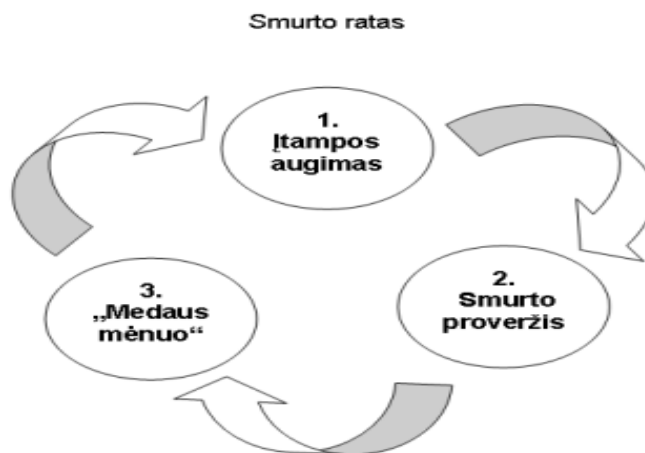 Smurto ratas
1.
Įtampos
augimas
2.
Smurto
proveržis
3.
„Medaus
mėnuo“